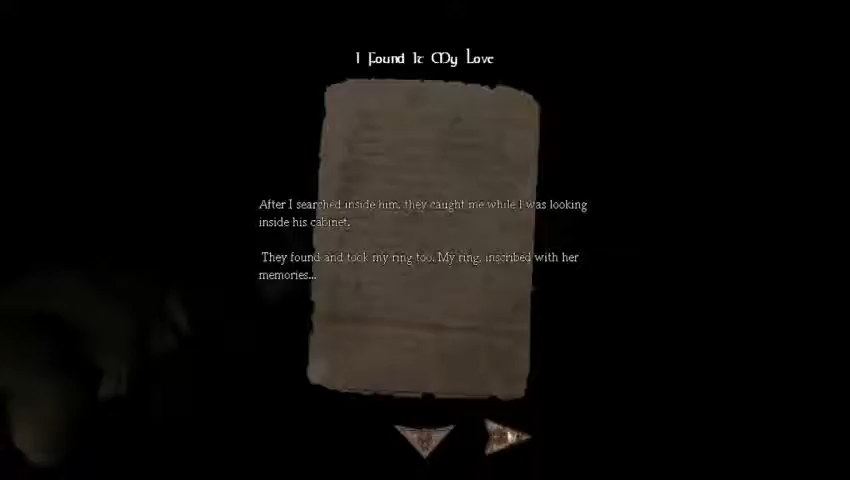 I Found It My Love
After I searched inside him, they caught me while I was looking
inside his cabinet.
They found and took my ring too. My ring, inscribed with her
memories...